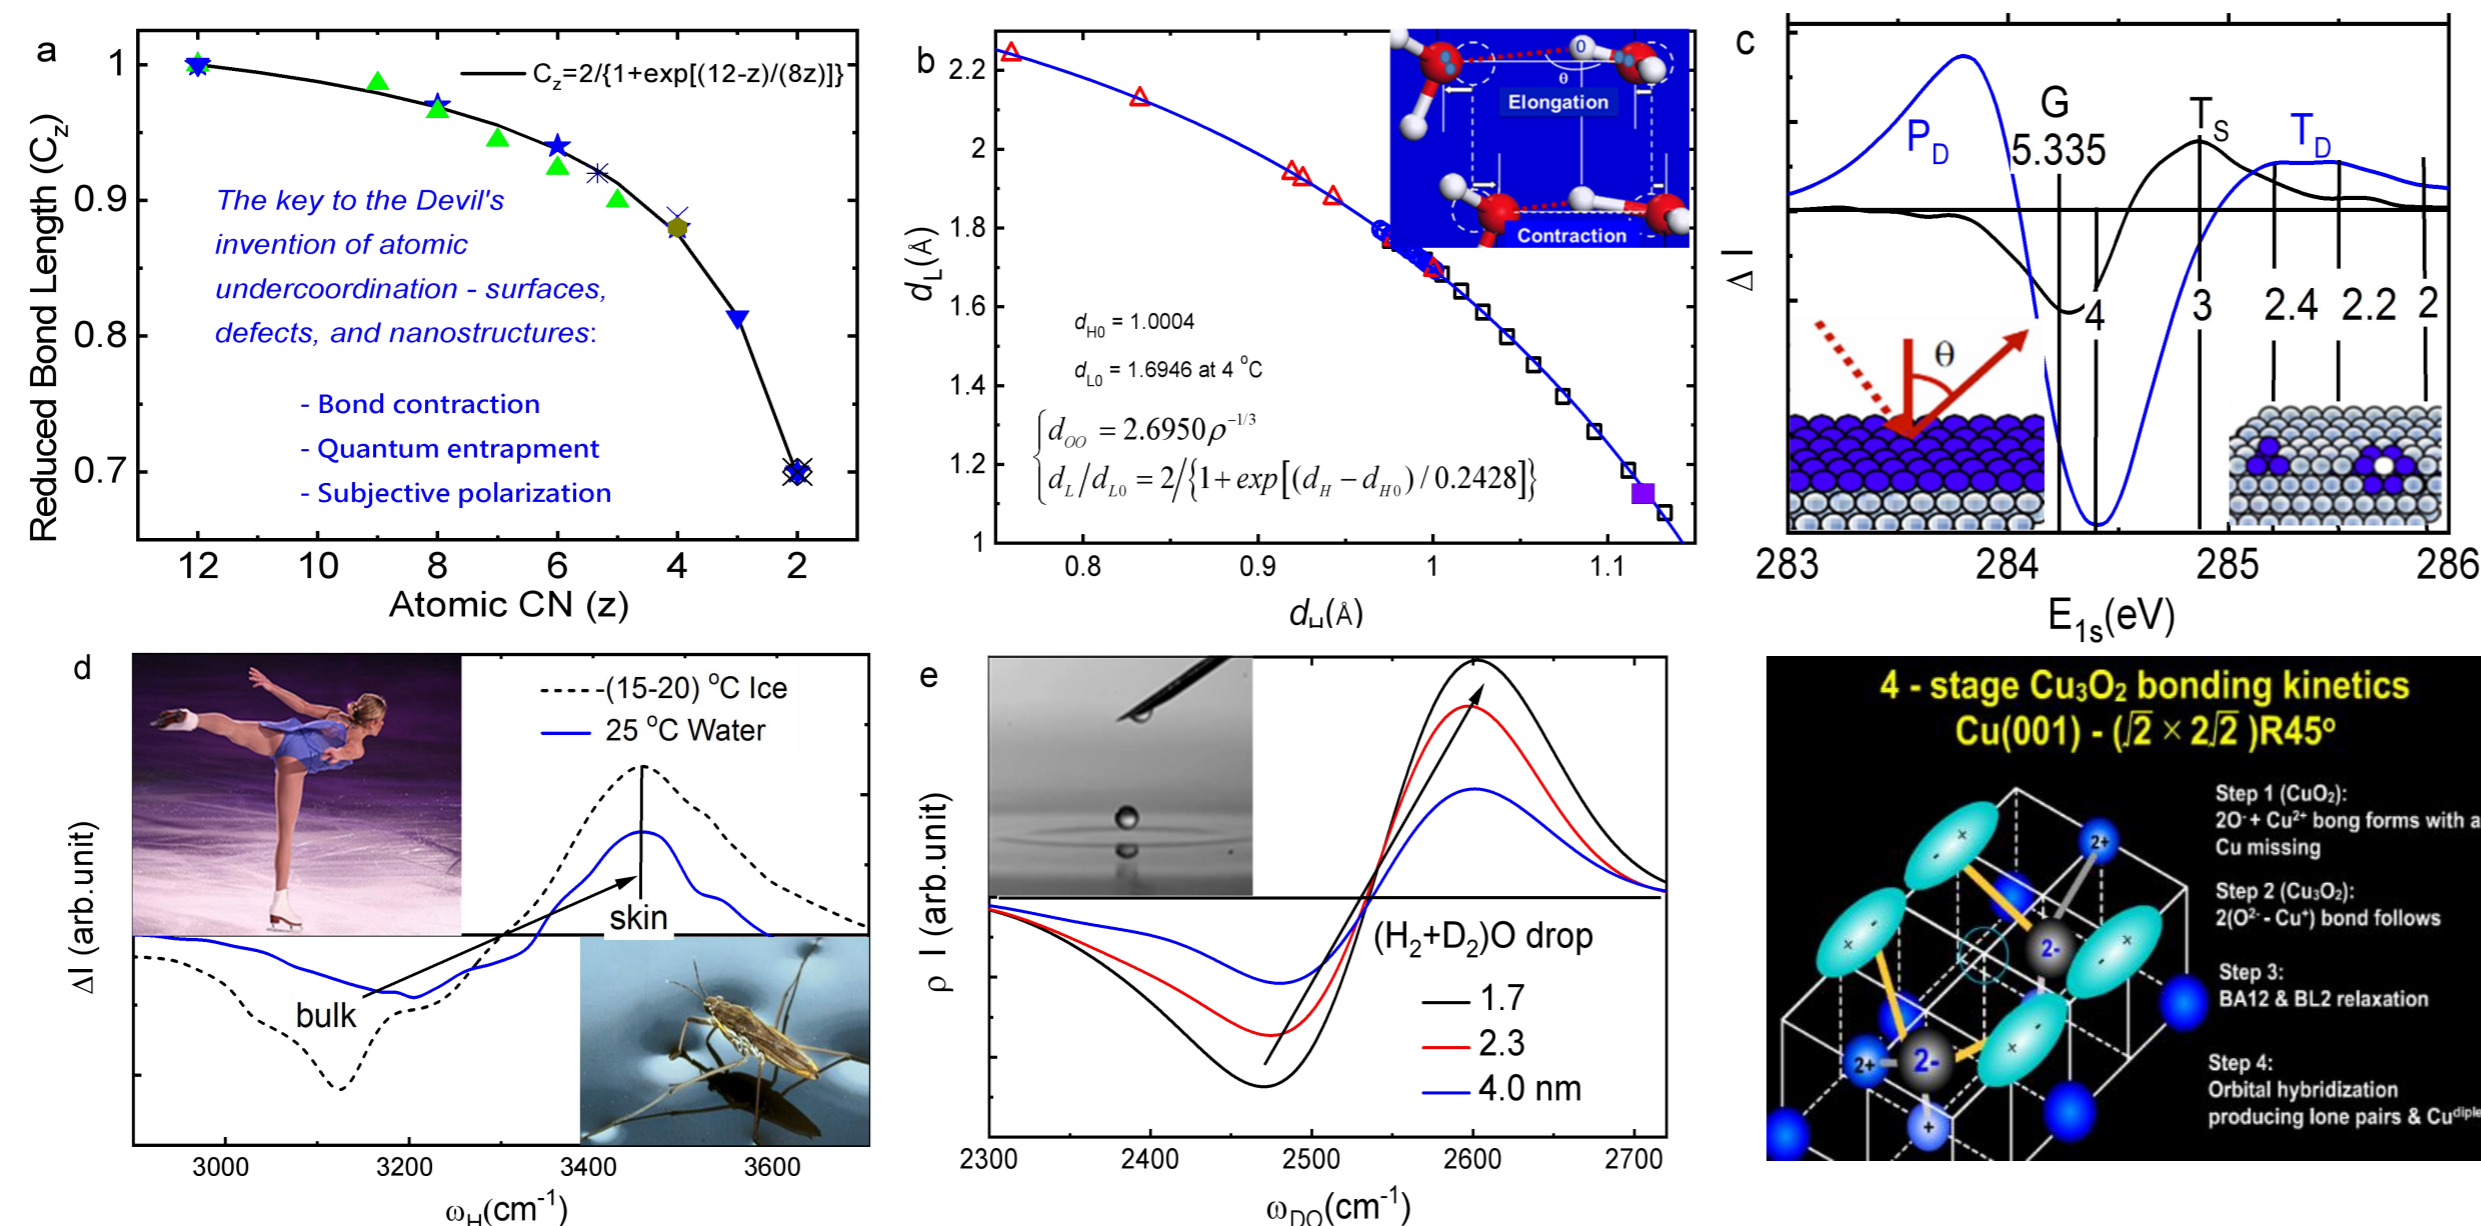 a
1
0.9
0.8
0.7
Reduced Bond Length (C_z)
C_z=2/{1+exp[(12-z)/(8z)]}
The key to the Devil's
invention of atomic
undercoordination - surfaces,
defects, and nanostructures:
- Bond contraction
- Quantum entrapment
- Subjective polarization
12 10 8 6 4 2
Atomic CN (z)
b
2.2
2
1.8
1.6
1.4
1.2
1
d_L(Å)
0
θ
Elongation
Contraction
d_H0 = 1.0004
d_L0 = 1.6946 at 4 °C
d_OO = 2.6950ρ^-1/3
d_L/d_L0 = 2/{1+exp[(d_H − d_H0)/0.2428]}
0.8 0.9 1 1.1
d_H(Å)
c
Δ I
P_D
G
5.335
T_S
T_D
4 3 2.4 2.2 2
θ
283 284 285 286
E_1s(eV)
d
-(15-20) °C Ice
25 °C Water
ΔI (arb.unit)
skin
bulk
3000 3200 3400 3600
ω_H(cm^-1)
e
ρ I (arb.unit)
(H_2+D_2)O drop
1.7
2.3
4.0 nm
2300 2400 2500 2600 2700
ω_DO(cm^-1)
4 - stage Cu₃O₂ bonding kinetics
Cu(001) - (√2 × 2√2 )R45°
Step 1 (CuO₂):
2O⁻ + Cu²⁺ bong forms with a
Cu missing
Step 2 (Cu₃O₂):
2(O²⁻ - Cu⁺) bond follows
Step 3:
BA12 & BL2 relaxation
Step 4:
Orbital hybridization
producing lone pairs & Cu^diple
2+
2-
2+
2-
+